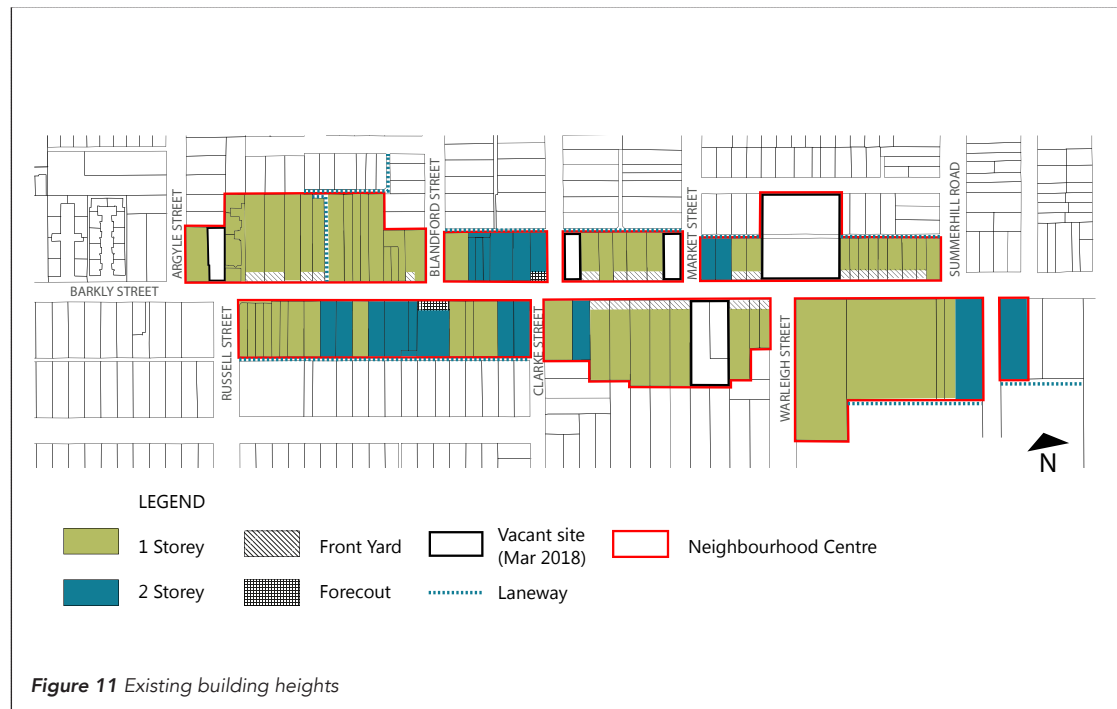 ARGYLE STREET
BLANDFORD STREET
MARKET STREET
SUMMERHILL ROAD
BARKLY STREET
RUSSELL STREET
CLARKE STREET
WARLEIGH STREET
N
LEGEND
1 Storey
Front Yard
Vacant site
(Mar 2018)
Neighbourhood Centre
2 Storey
Forecout
Laneway
Figure 11 Existing building heights